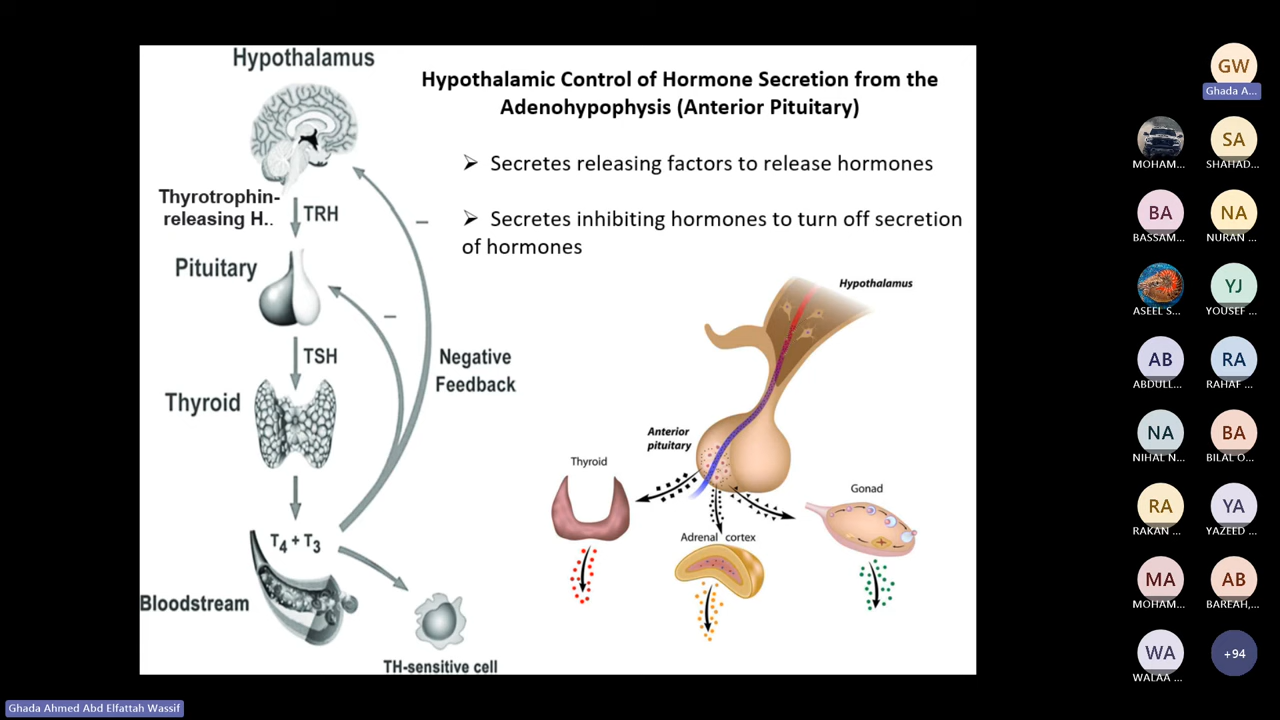 Hypothalamus
Hypothalamic Control of Hormone Secretion from the
Adenohypophysis (Anterior Pituitary)
➢ Secretes releasing factors to release hormones
➢ Secretes inhibiting hormones to turn off secretion
of hormones
Thyrotrophin-
releasing H..
TRH
–
Pituitary
–
TSH
Negative
Feedback
Thyroid
T4 + T3
Bloodstream
TH-sensitive cell
Hypothalamus
Anterior
pituitary
Thyroid
Adrenal cortex
Gonad
GW
Ghada A...
MOHAM...
SA
SHAHAD...
BA
BASSAM...
NA
NURAN ...
ASEEL S...
YJ
YOUSEF ...
AB
ABDULL...
RA
RAHAF ...
NA
NIHAL N...
BA
BILAL O...
RA
RAKAN ...
YA
YAZEED ...
MA
MOHAM...
AB
BAREAH,...
WA
WALAA ...
+94
Ghada Ahmed Abd Elfattah Wassif